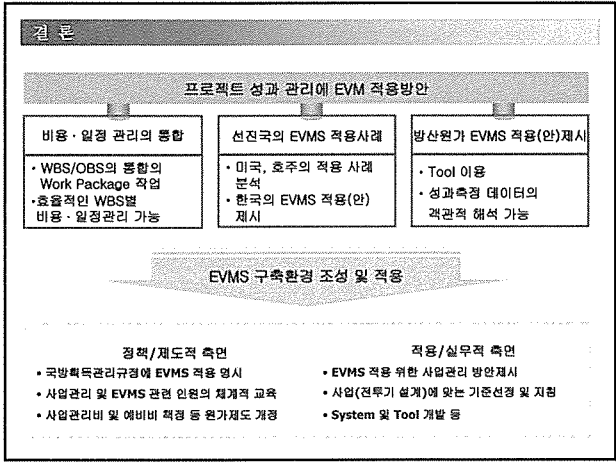 결 론
프로젝트 성과 관리에 EVM 적용방안
비용 · 일정 관리의 통합
• WBS/OBS의 통합의
Work Package 작업
•효율적인 WBS별
비용 · 일정관리 가능
선진국의 EVMS 적용사례
• 미국, 호주의 적용 사례
분석
• 한국의 EVMS 적용(안)
제시
방산원가 EVMS 적용(안)제시
• Tool 이용
• 성과측정 데이터의
객관적 해석 가능
EVMS 구축환경 조성 및 적용
정책/제도적 측면
• 국방획득관리규정에 EVMS 적용 명시
• 사업관리 및 EVMS 관련 인원의 체계적 교육
• 사업관리비 및 예비비 책정 등 원가제도 개정
적용/실무적 측면
• EVMS 적용 위한 사업관리 방안제시
• 사업(전투기 설계)에 맞는 기준선정 및 지침
• System 및 Tool 개발 등